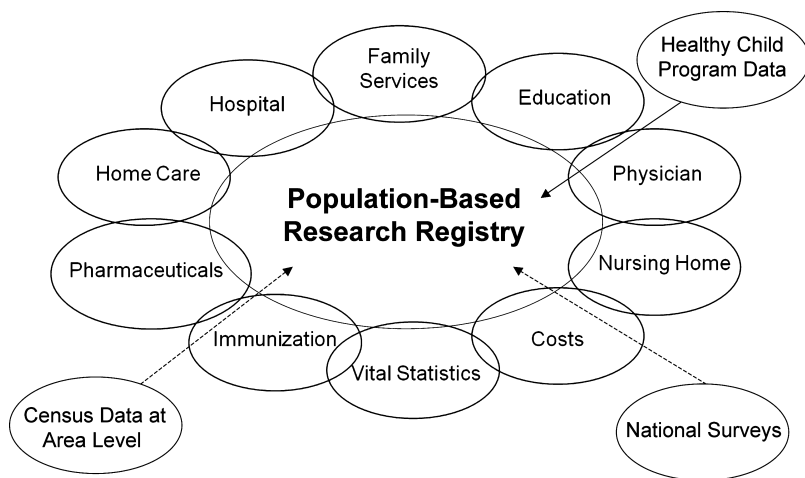 Family
Services
Healthy Child
Program Data
Hospital
Education
Home Care
Physician
Population-Based
Research Registry
Pharmaceuticals
Nursing Home
Immunization
Costs
Vital Statistics
Census Data at
Area Level
National Surveys